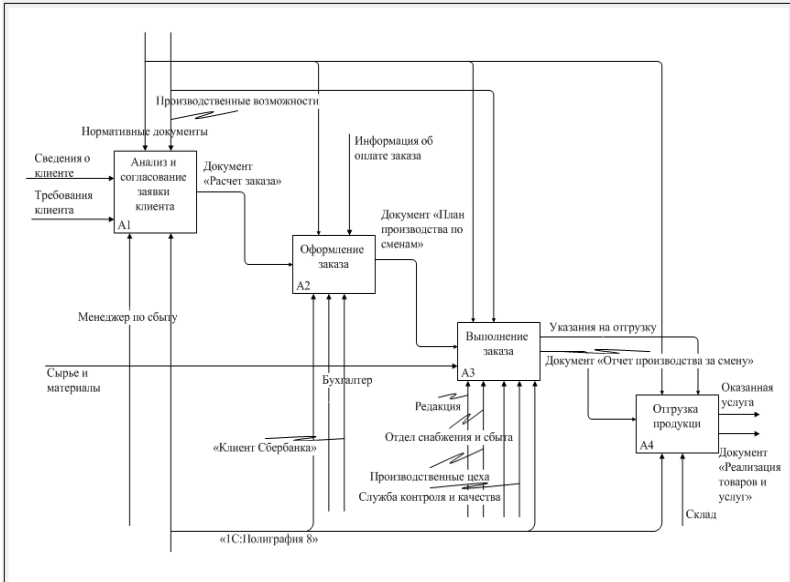 Производственные возможности
Нормативные документы
Сведения о
клиенте
Требования
клиента
Анализ и
согласование
заявки
клиента
A1
Документ
«Расчет заказа»
Информация об
оплате заказа
Документ «План
производства по
сменам»
Оформление
заказа
A2
Менеджер по сбыту
Сырье и
материалы
Бухгалтер
«Клиент Сбербанка»
Выполнение
заказа
A3
Указания на отгрузку
Документ «Отчет производства за смену»
Редакция
Отдел снабжения и сбыта
Производственные цеха
Служба контроля и качества
Отгрузка
продукци
A4
Оказанная
услуга
Документ
«Реализация
товаров и
услуг»
Склад
«1С:Полиграфия 8»